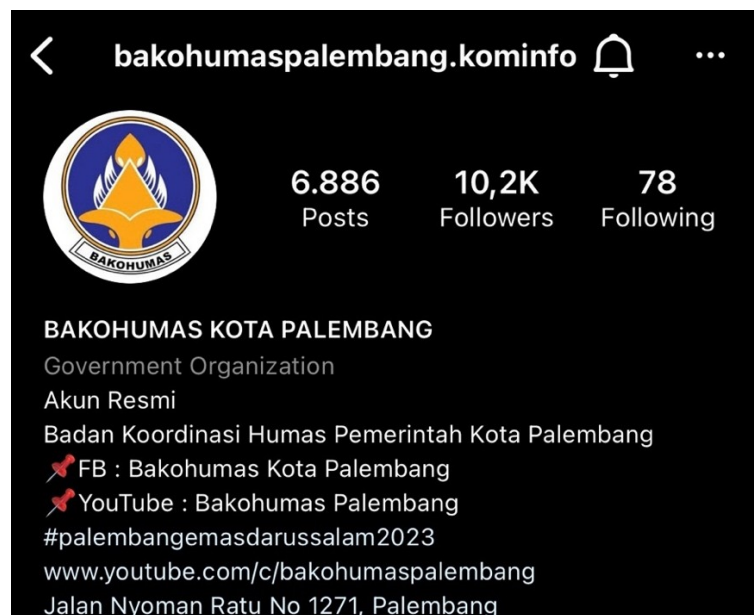 bakohumaspalembang.kominfo
BAKOHUMAS
6.886 10,2K 78
Posts Followers Following
BAKOHUMAS KOTA PALEMBANG
Government Organization
Akun Resmi
Badan Koordinasi Humas Pemerintah Kota Palembang
FB : Bakohumas Kota Palembang
YouTube : Bakohumas Palembang
#palembangemasdarussalam2023
www.youtube.com/c/bakohumaspalembang
Jalan Nyoman Ratu No 1271, Palembang